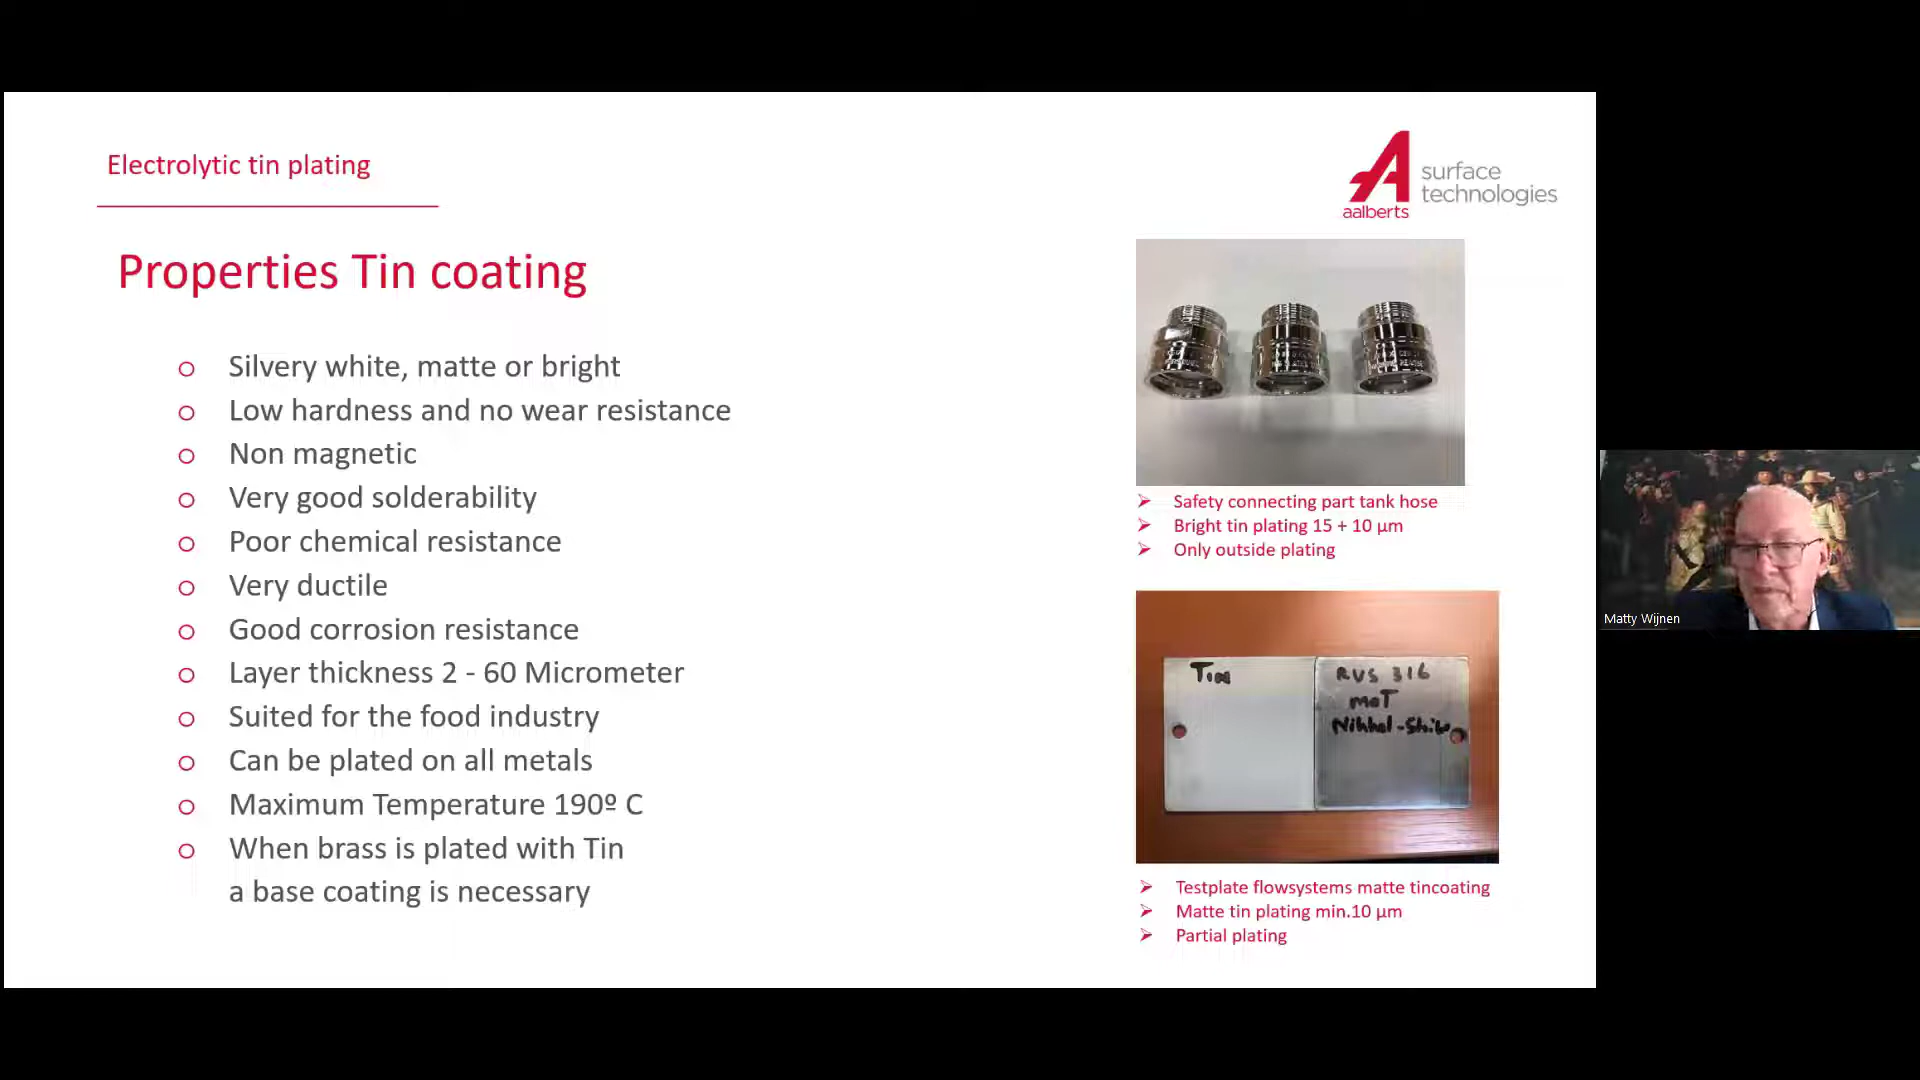 Electrolytic tin plating
surface
technologies
aalberts
Properties Tin coating
Silvery white, matte or bright
Low hardness and no wear resistance
Non magnetic
Very good solderability
Poor chemical resistance
Very ductile
Good corrosion resistance
Layer thickness 2 - 60 Micrometer
Suited for the food industry
Can be plated on all metals
Maximum Temperature 190º C
When brass is plated with Tin
a base coating is necessary
Safety connecting part tank hose
Bright tin plating 15 + 10 µm
Only outside plating
Tin
RVS 316
met
Testplate flowsystems matte tincoating
Matte tin plating min.10 µm
Partial plating
Matty Wijnen